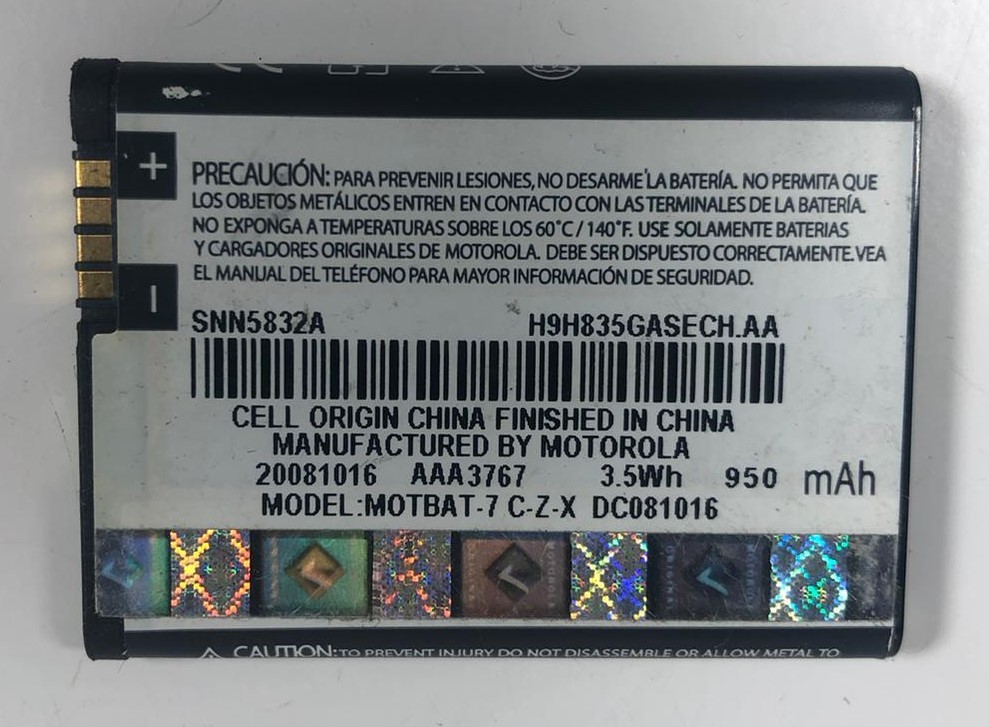 +
PRECAUCIÓN: PARA PREVENIR LESIONES, NO DESARME LA BATERÍA. NO PERMITA QUE
LOS OBJETOS METÁLICOS ENTREN EN CONTACTO CON LAS TERMINALES DE LA BATERÍA.
NO EXPONGA A TEMPERATURAS SOBRE LOS 60°C / 140°F. USE SOLAMENTE BATERIAS
Y CARGADORES ORIGINALES DE MOTOROLA. DEBE SER DISPUESTO CORRECTAMENTE. VEA
EL MANUAL DEL TELÉFONO PARA MAYOR INFORMACIÓN DE SEGURIDAD.
–
SNN5832A H9H835GASECH.AA
CELL ORIGIN CHINA FINISHED IN CHINA
MANUFACTURED BY MOTOROLA
20081016 AAA3767 3.5Wh 950 mAh
MODEL:MOTBAT-7 C-Z-X DC081016
CAUTION: TO PREVENT INJURY DO NOT DISASSEMBLE OR ALLOW METAL TO